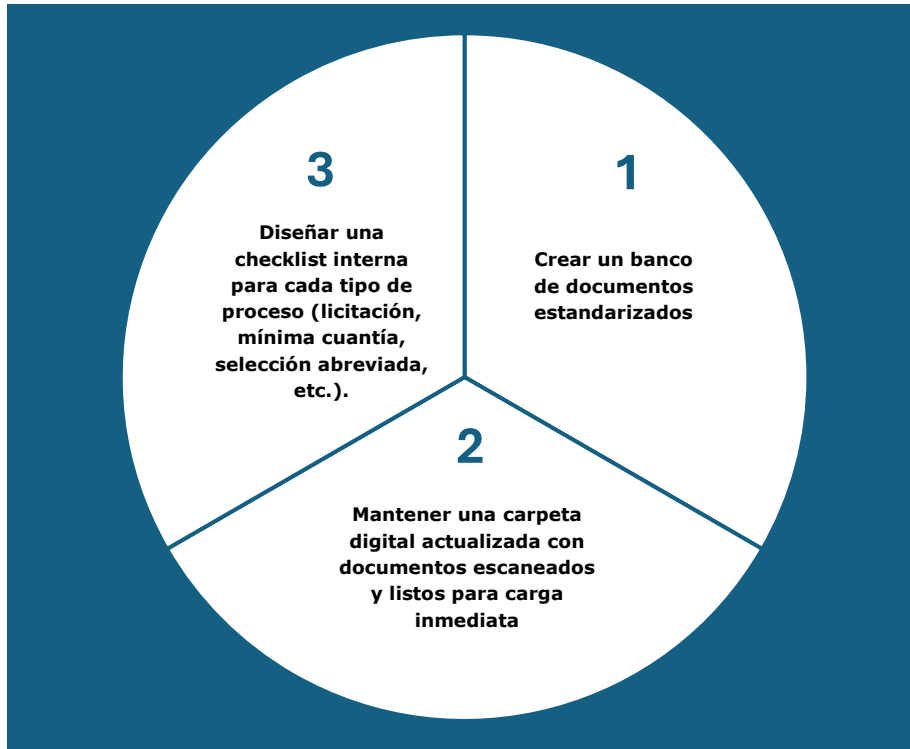 1
Crear un banco
de documentos
estandarizados
2
Mantener una carpeta
digital actualizada con
documentos escaneados
y listos para carga
inmediata
3
Diseñar una
checklist interna
para cada tipo de
proceso (licitación,
mínima cuantía,
selección abreviada,
etc.).